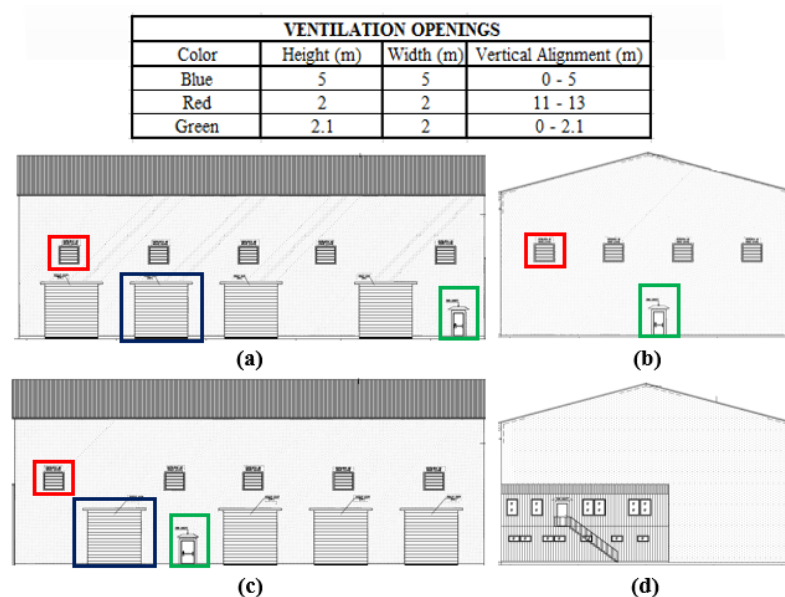 VENTILATION OPENINGS
Color Height (m) Width (m) Vertical Alignment (m)
Blue 5 5 0 - 5
Red 2 2 11 - 13
Green 2.1 2 0 - 2.1
(a) (b)
(c) (d)